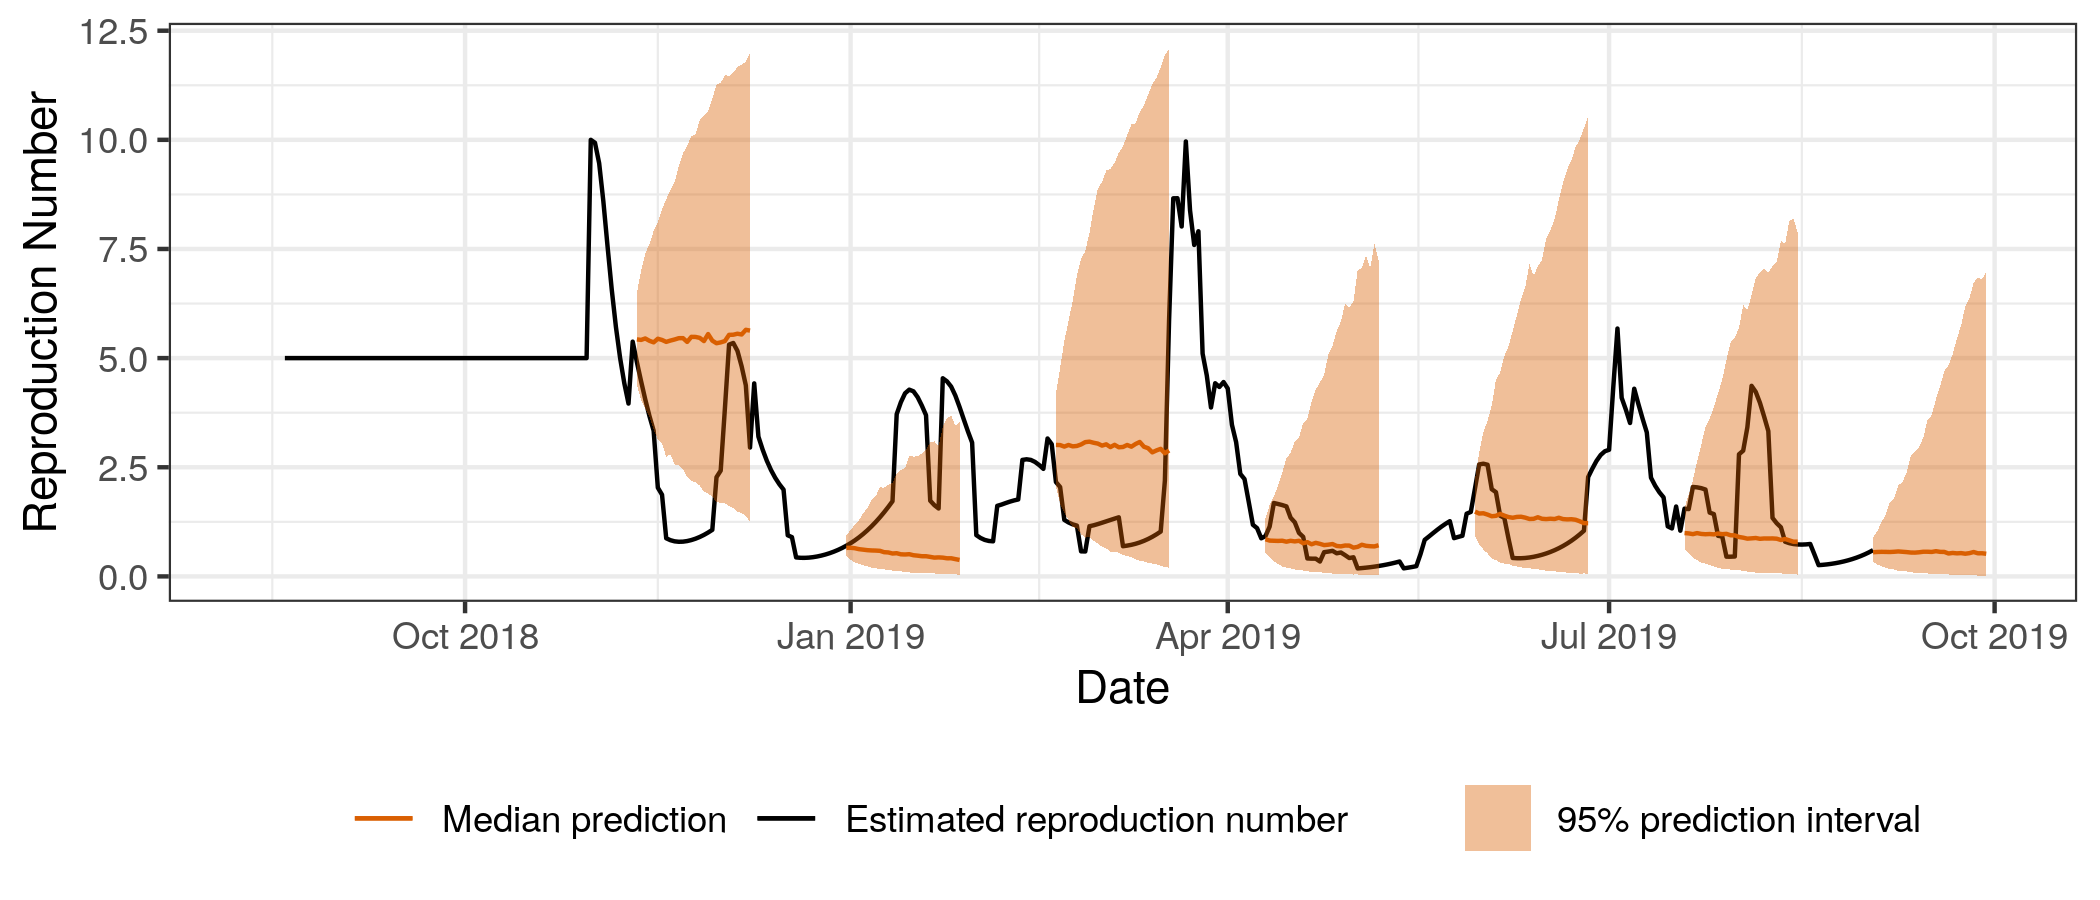 12.5
10.0
7.5
5.0
2.5
0.0
Reproduction Number
Oct 2018 Jan 2019 Apr 2019 Jul 2019 Oct 2019
Date
Median prediction Estimated reproduction number 95% prediction interval